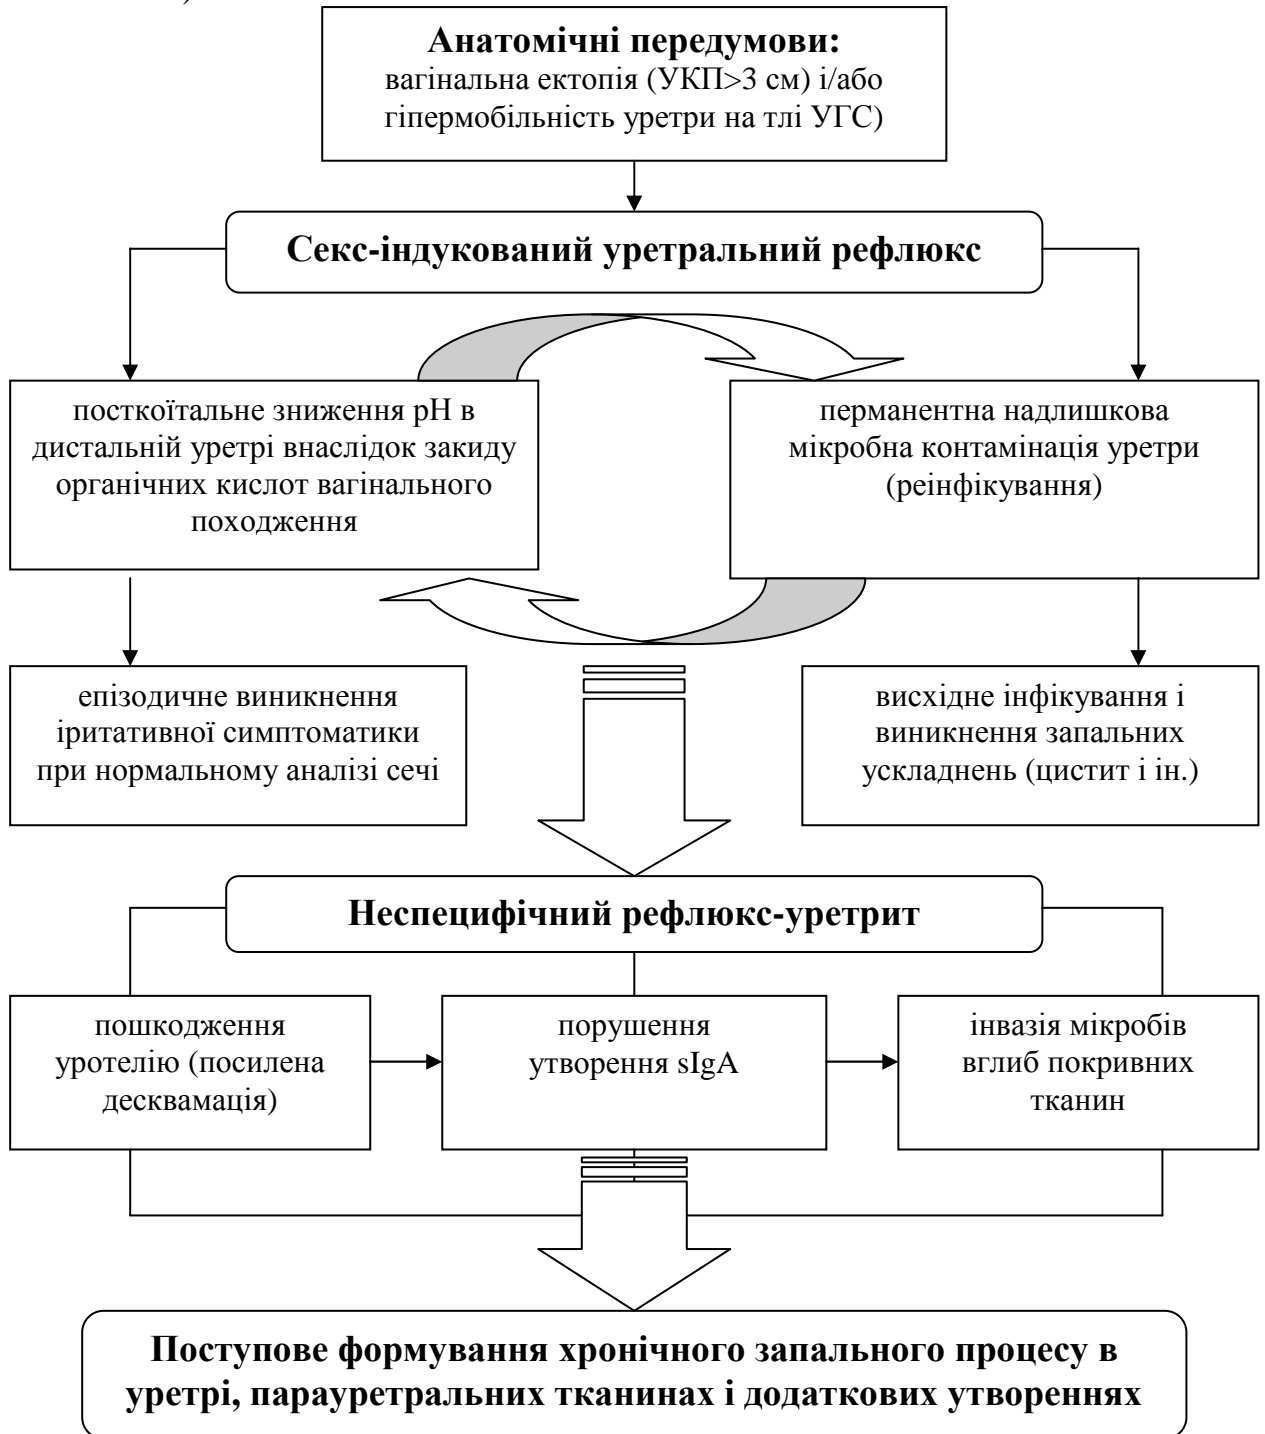 )
Анатомічні передумови:
вагінальна ектопія (УКП>3 см) і/або
гіпермобільність уретри на тлі УГС)
Секс-індукований уретральний рефлюкс
посткоїтальне зниження рН в
дистальній уретрі внаслідок закиду
органічних кислот вагінального
походження
перманентна надлишкова
мікробна контамінація уретри
(реінфікування)
епізодичне виникнення
іритативної симптоматики
при нормальному аналізі сечі
висхідне інфікування і
виникнення запальних
ускладнень (цистит і ін.)
Неспецифічний рефлюкс-уретрит
пошкодження
уротелію (посилена
десквамація)
порушення
утворення sIgA
інвазія мікробів
вглиб покривних
тканин
Поступове формування хронічного запального процесу в
уретрі, парауретральних тканинах і додаткових утвореннях